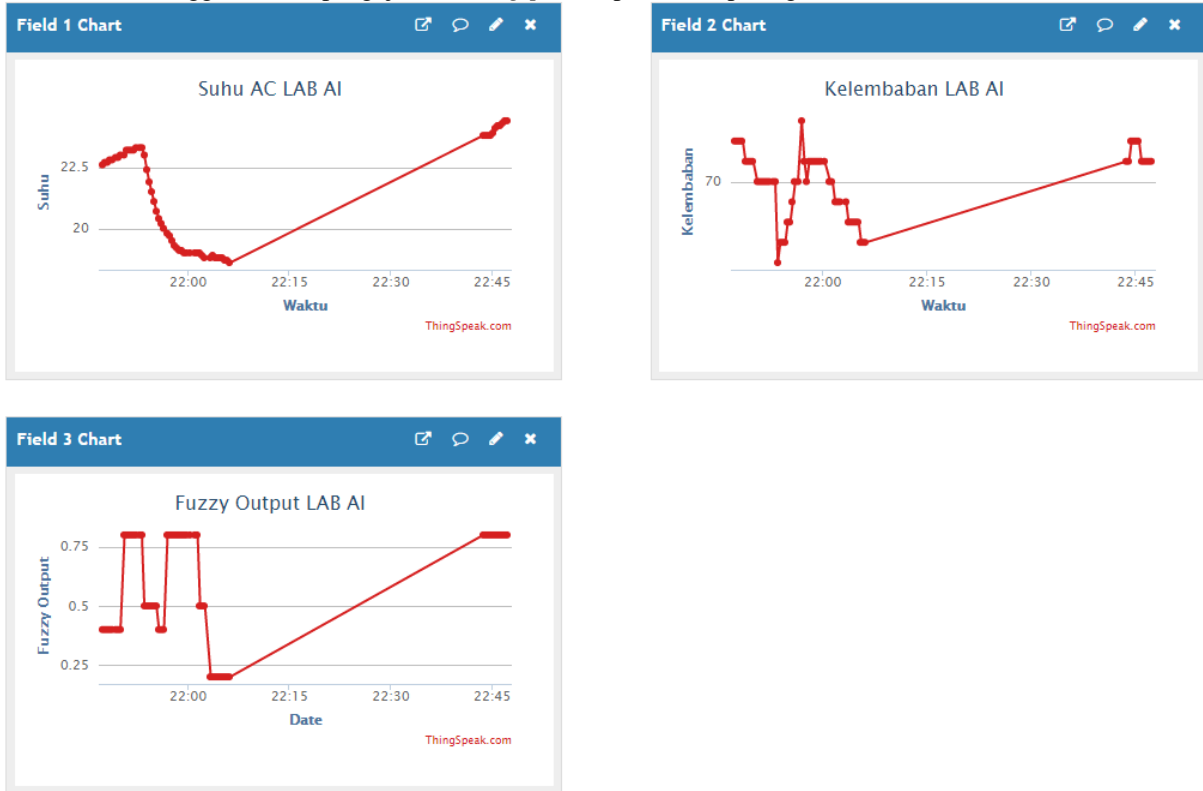 Field 1 Chart
Suhu AC LAB AI
Suhu
22.5
20
22:00 22:15 22:30 22:45
Waktu
ThingSpeak.com
Field 2 Chart
Kelembaban LAB AI
Kelembaban
70
22:00 22:15 22:30 22:45
Waktu
ThingSpeak.com
Field 3 Chart
Fuzzy Output LAB AI
Fuzzy Output
0.75
0.5
0.25
22:00 22:15 22:30 22:45
Date
ThingSpeak.com